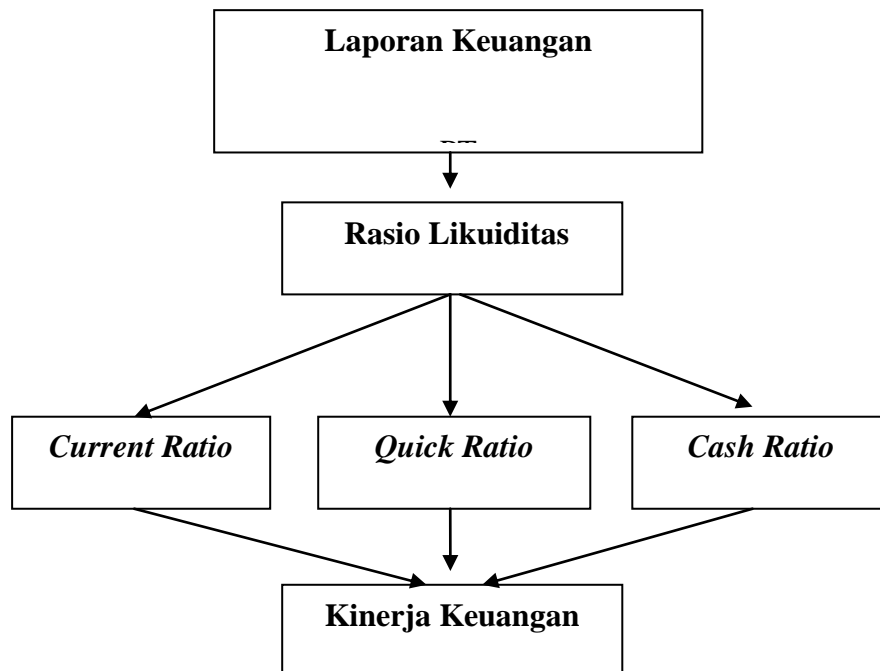 Laporan Keuangan
Rasio Likuiditas
Current Ratio
Quick Ratio
Cash Ratio
Kinerja Keuangan